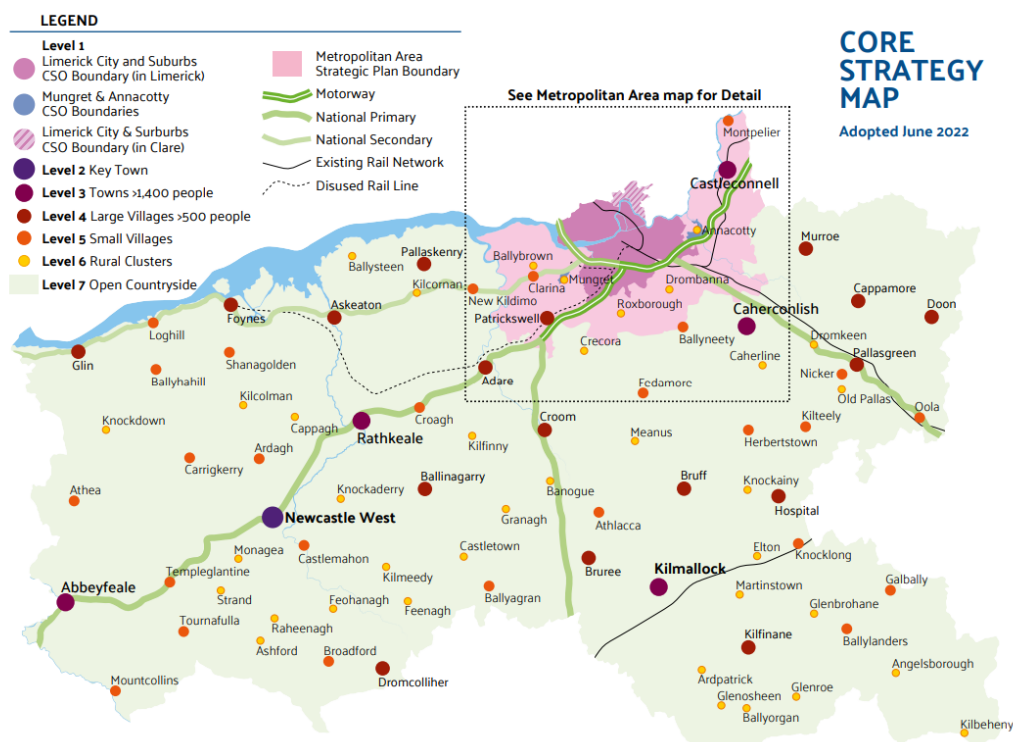 LEGEND
Level 1
Limerick City and Suburbs
CSO Boundary (in Limerick)
Mungret & Annacotty
CSO Boundaries
Limerick City & Suburbs
CSO Boundary (in Clare)
Level 2 Key Town
Level 3 Towns >1,400 people
Level 4 Large Villages >500 people
Level 5 Small Villages
Level 6 Rural Clusters
Level 7 Open Countryside
Metropolitan Area
Strategic Plan Boundary
Motorway
National Primary
National Secondary
Existing Rail Network
Disused Rail Line
CORE
STRATEGY
MAP
Adopted June 2022
See Metropolitan Area map for Detail
Montpelier
Castleconnell
Annacotty
Murroe
Pallaskenny
Ballysteen
Ballybrown
Kilcornan
Clarina
Mungret
Drombanna
Cappamore
New Kildimo
Roxborough
Doon
Foynes
Askeaton
Patrickswell
Caherconlish
Loghill
Ballyneety
Dromkeen
Glin
Shanagolden
Crecora
Caherline
Pallasgreen
Ballyhahill
Adare
Nicker
Fedamore
Old Pallas
Kilcolman
Croagh
Croom
Oola
Knockdown
Cappagh
Rathkeale
Kilfinny
Meanus
Kilteely
Herbertstown
Ardagh
Carrigkerry
Ballinagarry
Bruff
Knockainy
Athea
Knockaderry
Banogue
Hospital
Newcastle West
Granagh
Athlacca
Monagea
Castlemahon
Castletown
Elton
Knocklong
Templeglantine
Kilmeedy
Bruree
Kilmallock
Abbeyfeale
Strand
Feohanagh
Feenagh
Ballyagran
Martinstown
Galbally
Glenbrohane
Tournafulla
Raheenagh
Ashford
Broadford
Kilfinane
Ballylanders
Mountcollins
Dromcolliher
Ardpatrick
Angelsborough
Glenosheen
Glenroe
Ballyorgan
Kilbeheny